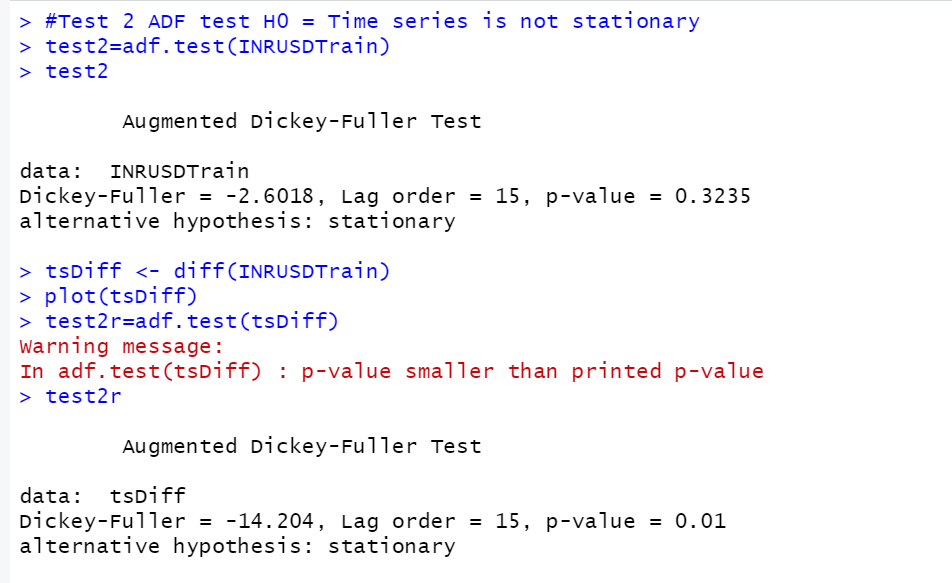 > #Test 2 ADF test H0 = Time series is not stationary
> test2=adf.test(INRUSDTrain)
> test2
Augmented Dickey-Fuller Test
data:  INRUSDTrain
Dickey-Fuller = -2.6018, Lag order = 15, p-value = 0.3235
alternative hypothesis: stationary
> tsDiff <- diff(INRUSDTrain)
> plot(tsDiff)
> test2r=adf.test(tsDiff)
Warning message:
In adf.test(tsDiff) : p-value smaller than printed p-value
> test2r
Augmented Dickey-Fuller Test
data:  tsDiff
Dickey-Fuller = -14.204, Lag order = 15, p-value = 0.01
alternative hypothesis: stationary